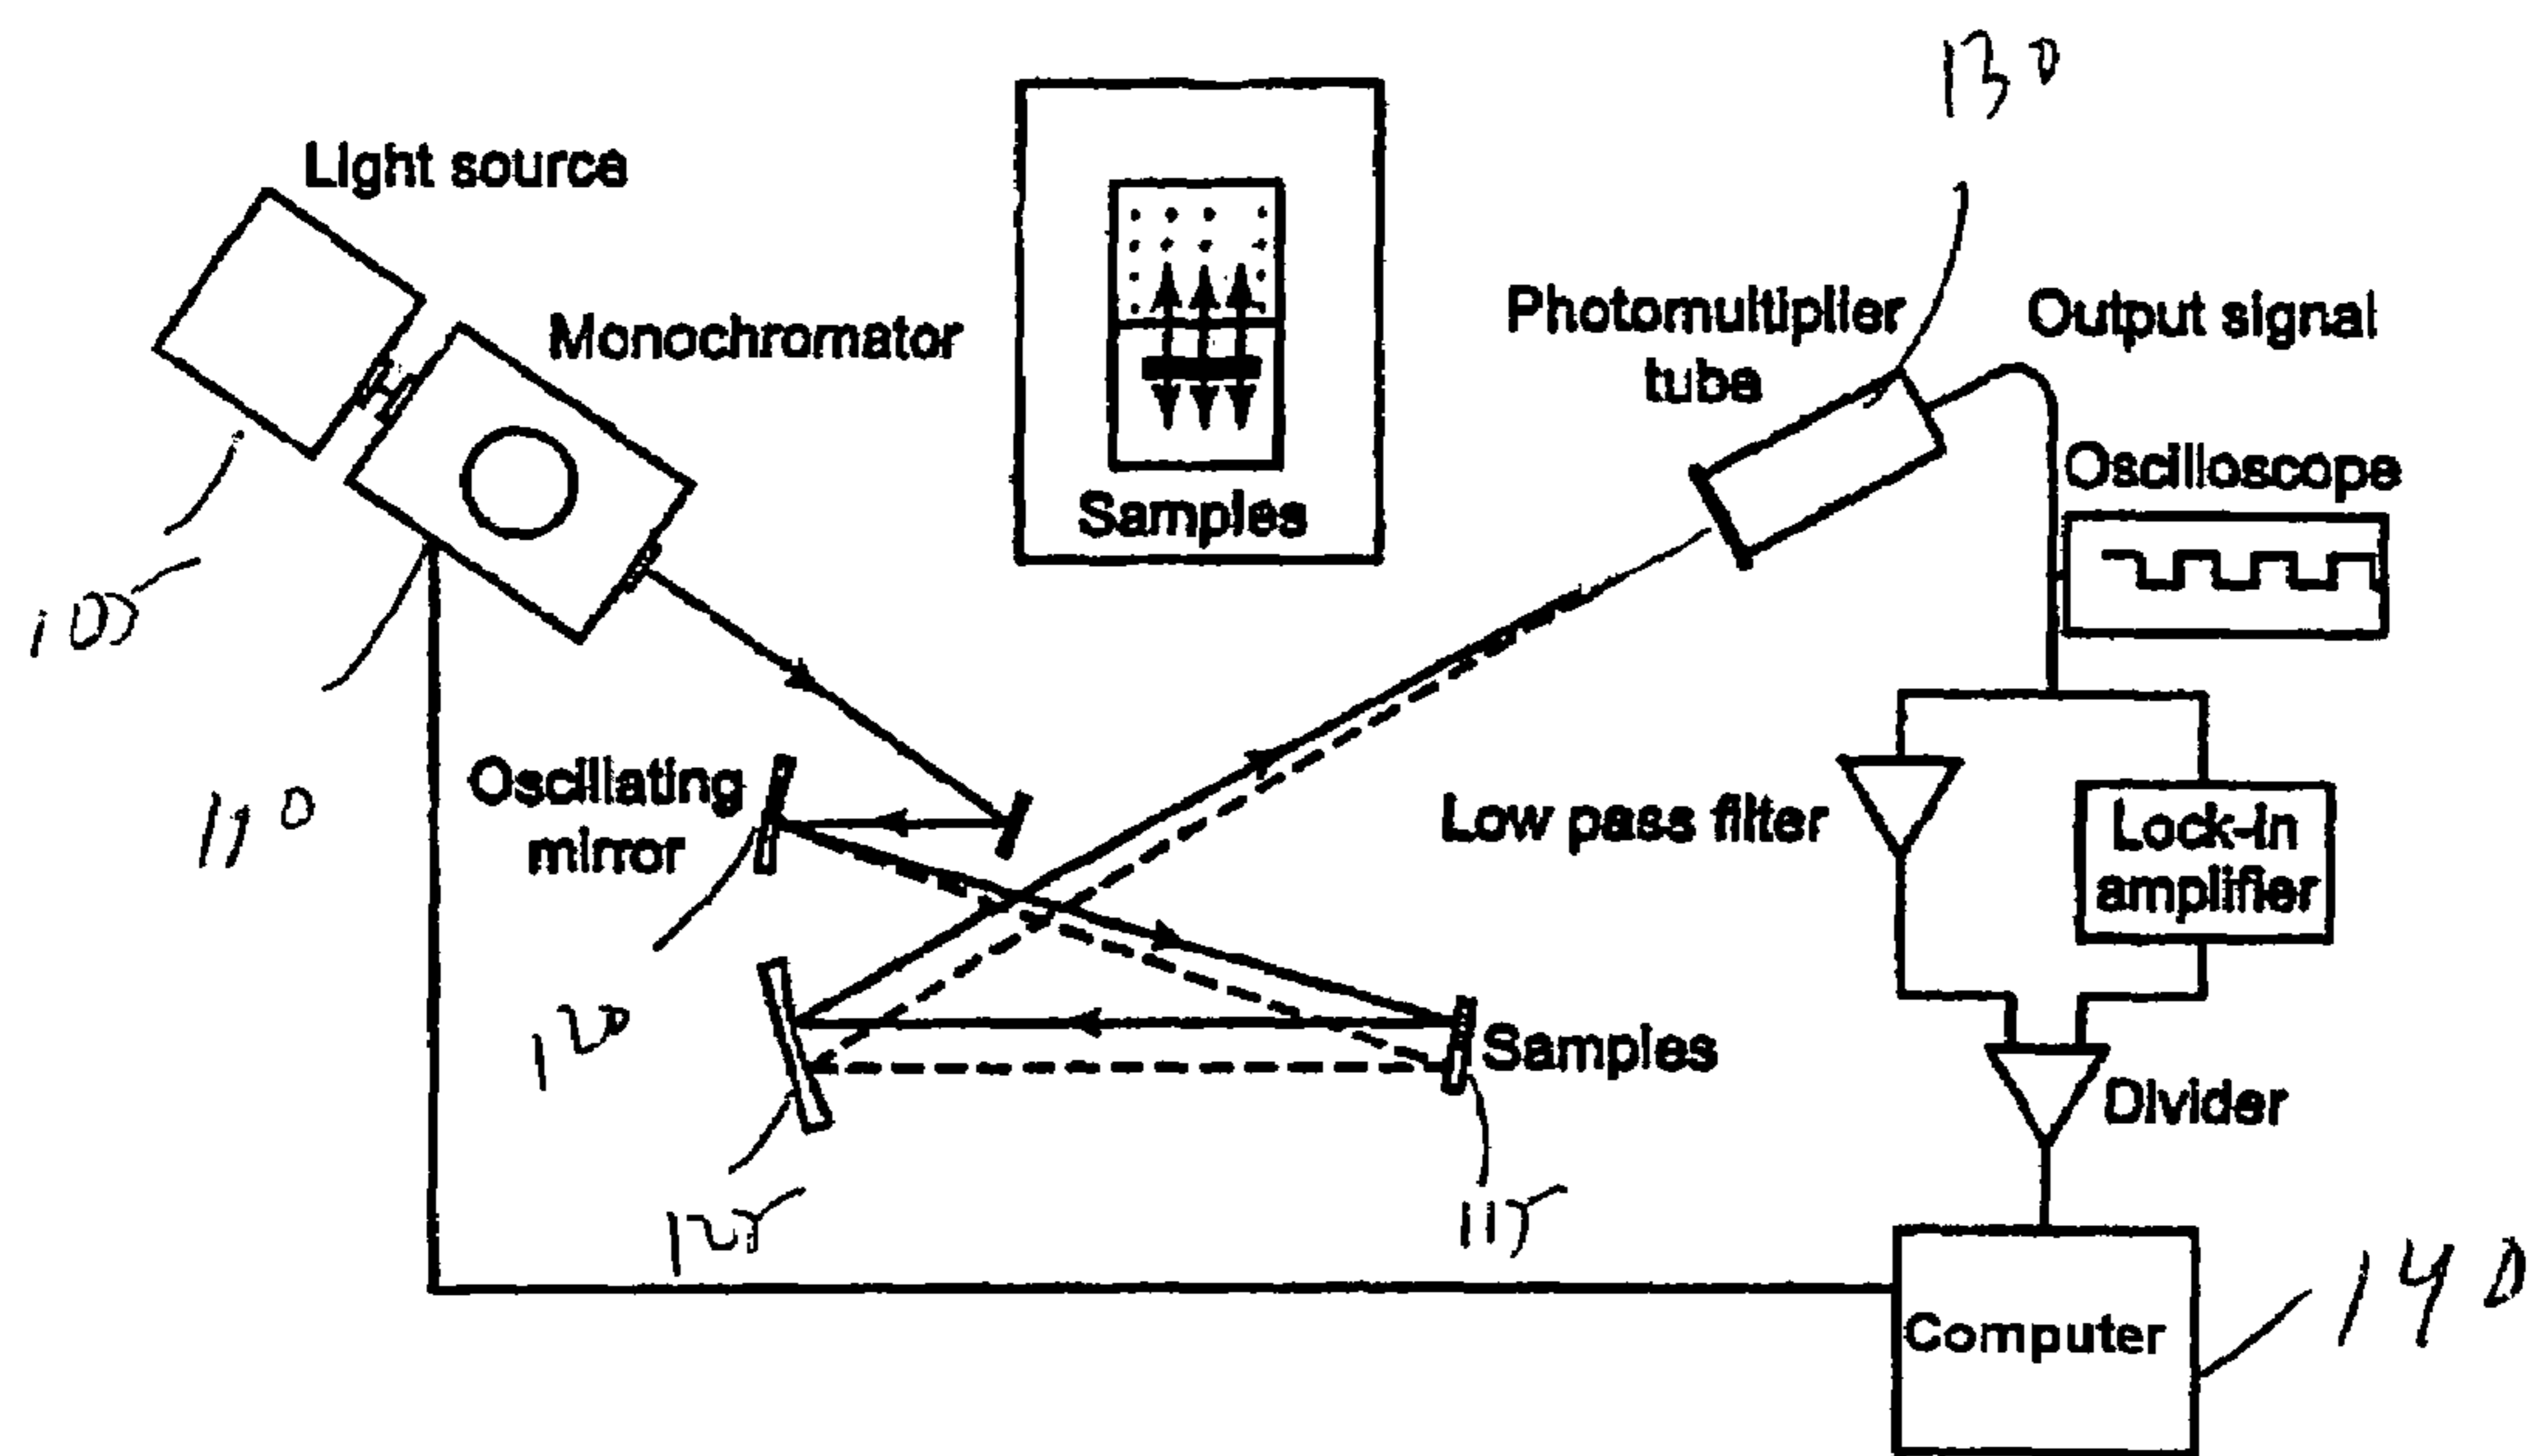 130
Light source
Monochromator
Photomultiplier
tube
Output signal
Oscilloscope
Samples
105
110
Oscillating
mirror
Low pass filter
Lock-in
amplifier
120
Samples
Divider
125
115
Computer
140